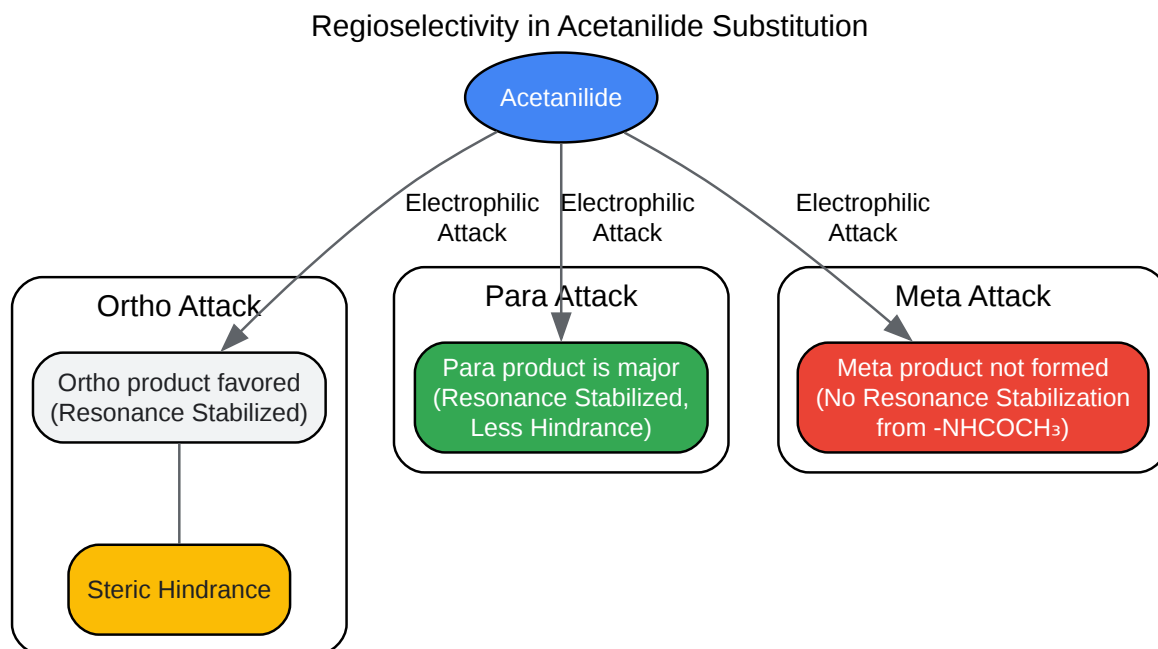 Regioselectivity in Acetanilide Substitution
Acetanilide
Electrophilic
Attack
Electrophilic
Attack
Electrophilic
Attack
Ortho Attack
Ortho product favored
(Resonance Stabilized)
Steric Hindrance
Para Attack
Para product is major
(Resonance Stabilized,
Less Hindrance)
Meta Attack
Meta product not formed
(No Resonance Stabilization
from -NHCOCH₃)